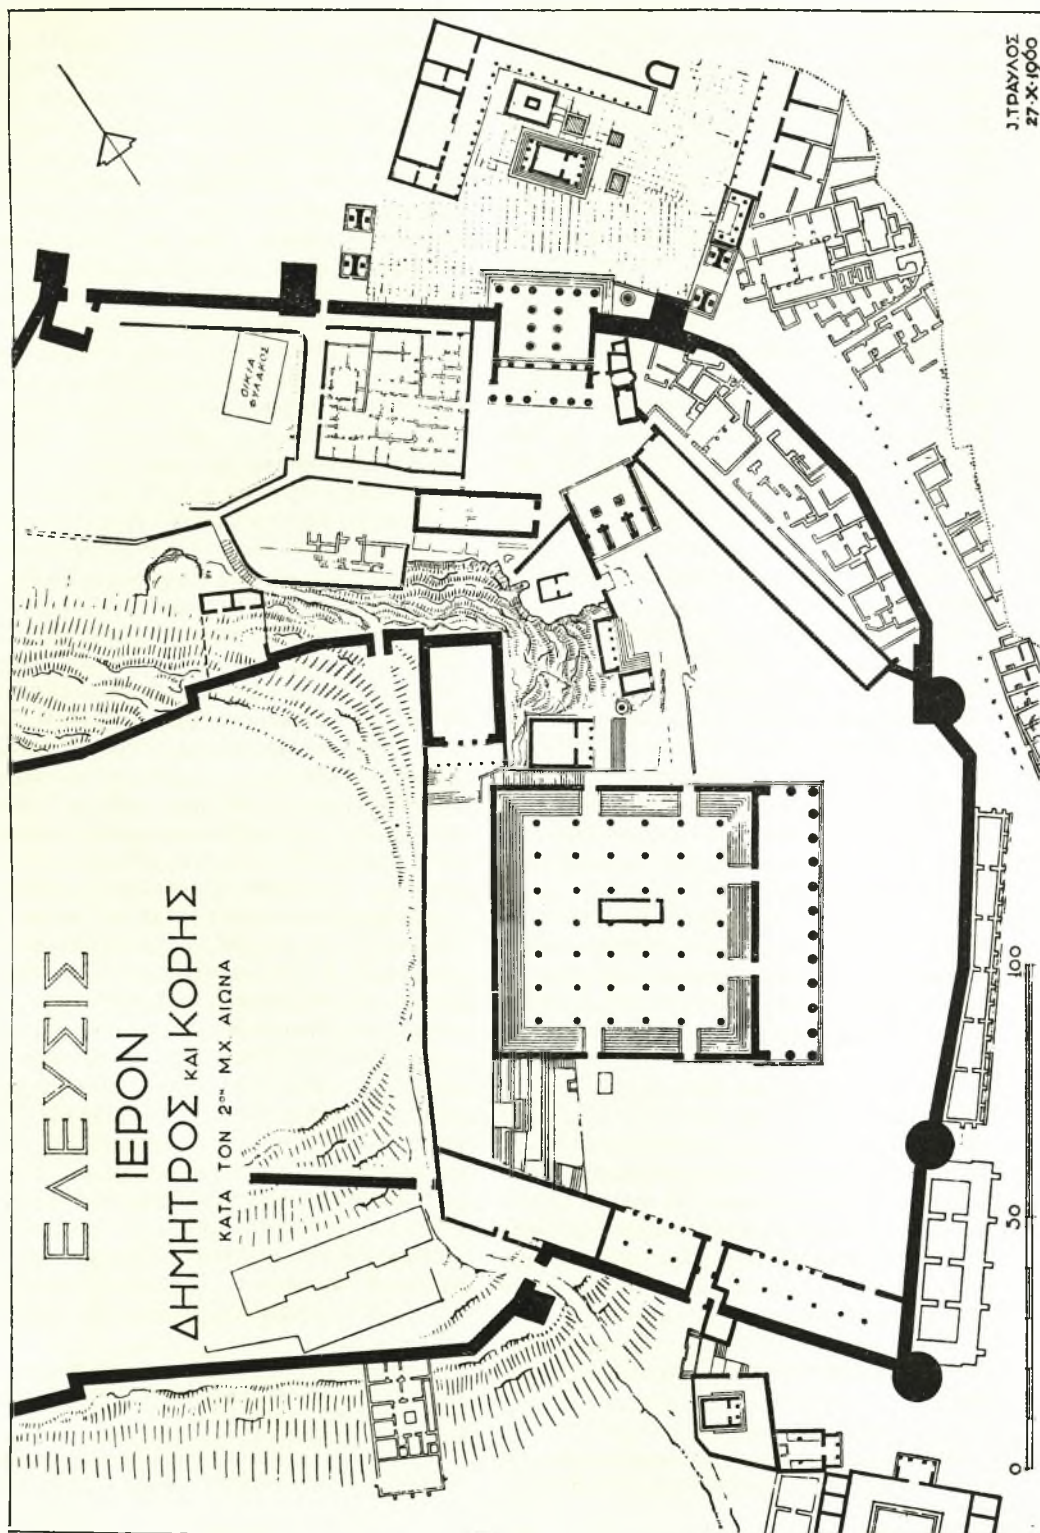 ΕΛΕΥΣΙΣ
ΙΕΡΟΝ
ΔΗΜΗΤΡΟΣ ΚΑΙ ΚΟΡΗΣ
ΚΑΤΑ ΤΟΝ 2ΟΝ Μ.Χ. ΑΙΩΝΑ
ΟΙΚΙΑ
ΦΥΛΑΚΟΣ
Ι.ΤΡΑΥΛΟΣ
27·Χ·1960
0 50 100